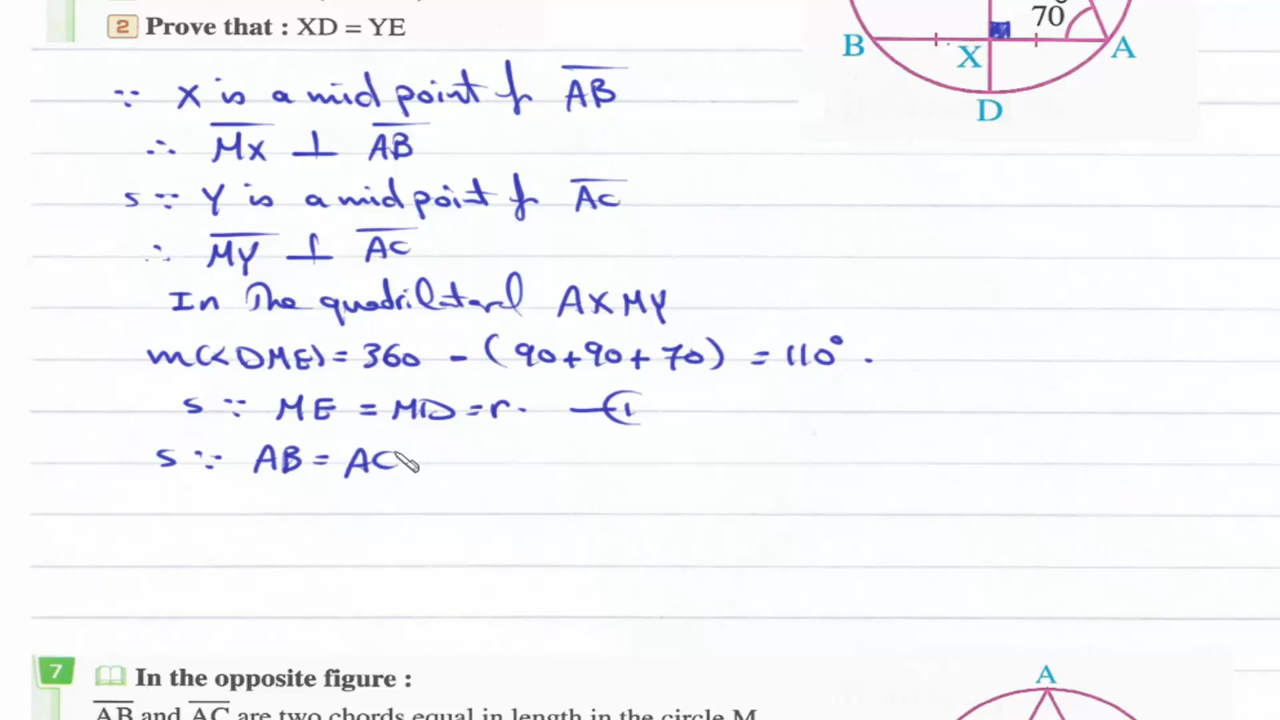 2 Prove that : XD = YE
70
B
X
A
D
∵ X is a mid point of AB
∴ MX ⊥ AB
s ∵ Y is a mid point of AC
∴ MY ⊥ AC
In The quadrilateral AXMY
m(<DME) = 360 - (90+90+70) = 110° .
s ∵ ME = MD = r. —①
s ∵ AB = AC
7 In the opposite figure :
A
AB and AC are two chords equal in length in the circle M